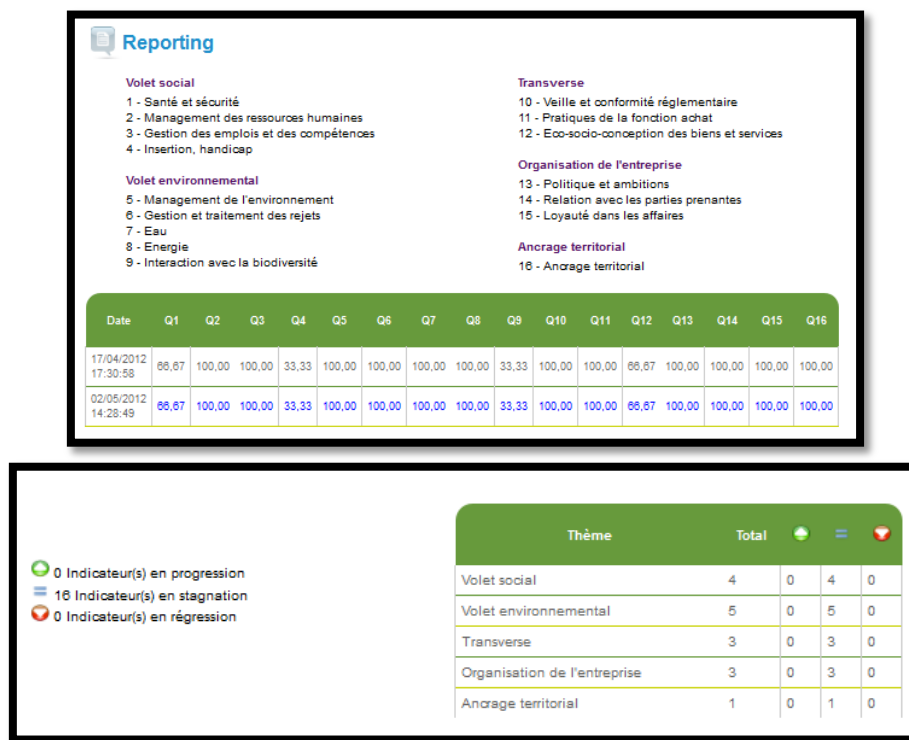 Reporting
Volet social
1 - Santé et sécurité
2 - Management des ressources humaines
3 - Gestion des emplois et des compétences
4 - Insertion, handicap
Volet environnemental
5 - Management de l'environnement
6 - Gestion et traitement des rejets
7 - Eau
8 - Energie
9 - Interaction avec la biodiversité
Transverse
10 - Veille et conformité réglementaire
11 - Pratiques de la fonction achat
12 - Eco-socio-conception des biens et services
Organisation de l'entreprise
13 - Politique et ambitions
14 - Relation avec les parties prenantes
15 - Loyauté dans les affaires
Ancrage territorial
16 - Ancrage territorial
Date Q1 Q2 Q3 Q4 Q5 Q6 Q7 Q8 Q9 Q10 Q11 Q12 Q13 Q14 Q15 Q16
17/04/2012 17:30:58 66,67 100,00 100,00 33,33 100,00 100,00 100,00 100,00 33,33 100,00 100,00 66,67 100,00 100,00 100,00 100,00
02/05/2012 14:28:49 66,67 100,00 100,00 33,33 100,00 100,00 100,00 100,00 33,33 100,00 100,00 66,67 100,00 100,00 100,00 100,00
0 Indicateur(s) en progression
= 16 Indicateur(s) en stagnation
0 Indicateur(s) en régression
Thème Total =
Volet social 4 0 4 0
Volet environnemental 5 0 5 0
Transverse 3 0 3 0
Organisation de l'entreprise 3 0 3 0
Ancrage territorial 1 0 1 0